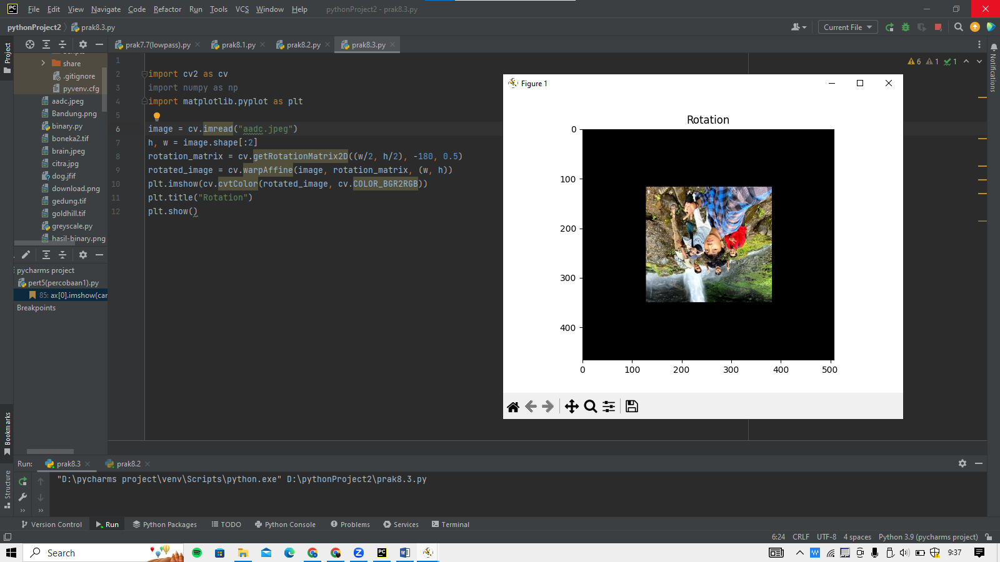 File Edit View Navigate Code Refactor Run Tools VCS Window Help pythonProject2 - prak8.3.py
pythonProject2 prak8.3.py Current File
Project
prak7.7(lowpass).py prak8.1.py prak8.2.py prak8.3.py
share
.gitignore
pyvenv.cfg
aadc.jpeg
Bandung.png
binary.py
boneka2.tif
brain.jpeg
citra.jpg
dog.jfif
download.png
gedung.tif
goldhill.tif
greyscale.py
hasil-binary.png
pycharms project
pert5(percobaan1).py
85: ax[0].imshow(car
Breakpoints
1
2 import cv2 as cv
3 import numpy as np
4 import matplotlib.pyplot as plt
5
6 image = cv.imread("aadc.jpeg")
7 h, w = image.shape[:2]
8 rotation_matrix = cv.getRotationMatrix2D((w/2, h/2), -180, 0.5)
9 rotated_image = cv.warpAffine(image, rotation_matrix, (w, h))
10 plt.imshow(cv.cvtColor(rotated_image, cv.COLOR_BGR2RGB))
11 plt.title("Rotation")
12 plt.show()
6 1 1
Notifications
Figure 1
Rotation
0
100
200
300
400
0 100 200 300 400 500
Bookmarks
Structure
Run: prak8.3 prak8.2
"D:\pycharms project\venv\Scripts\python.exe" D:\pythonProject2\prak8.3.py
Version Control Run Python Packages TODO Python Console Problems Services Terminal
6:24 CRLF UTF-8 4 spaces Python 3.9 (pycharms project)
Search 9:37